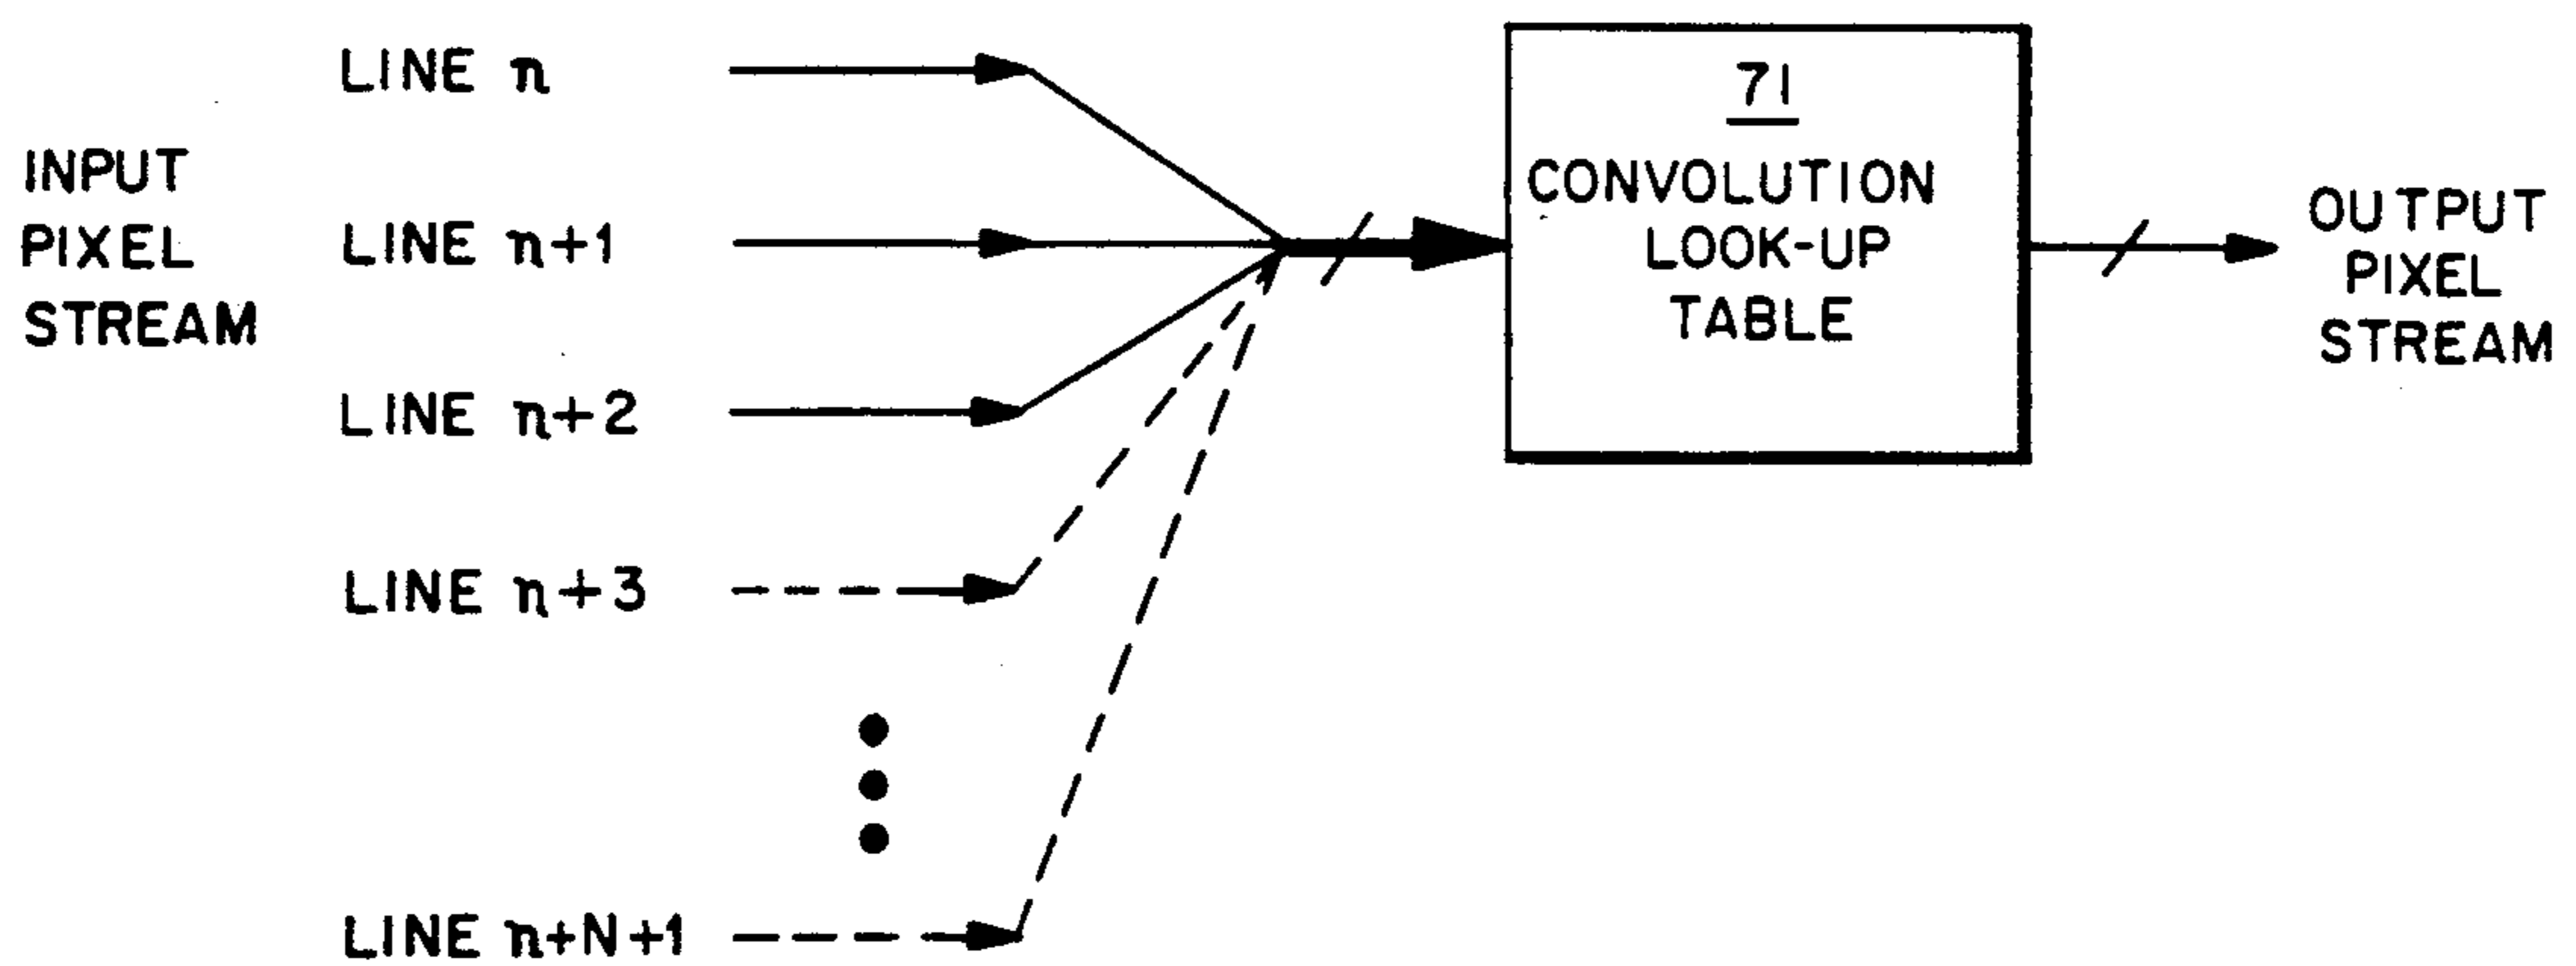 INPUT
PIXEL
STREAM
LINE n
LINE n+1
LINE n+2
LINE n+3
LINE n+N+1
71
CONVOLUTION
LOOK-UP
TABLE
OUTPUT
PIXEL
STREAM